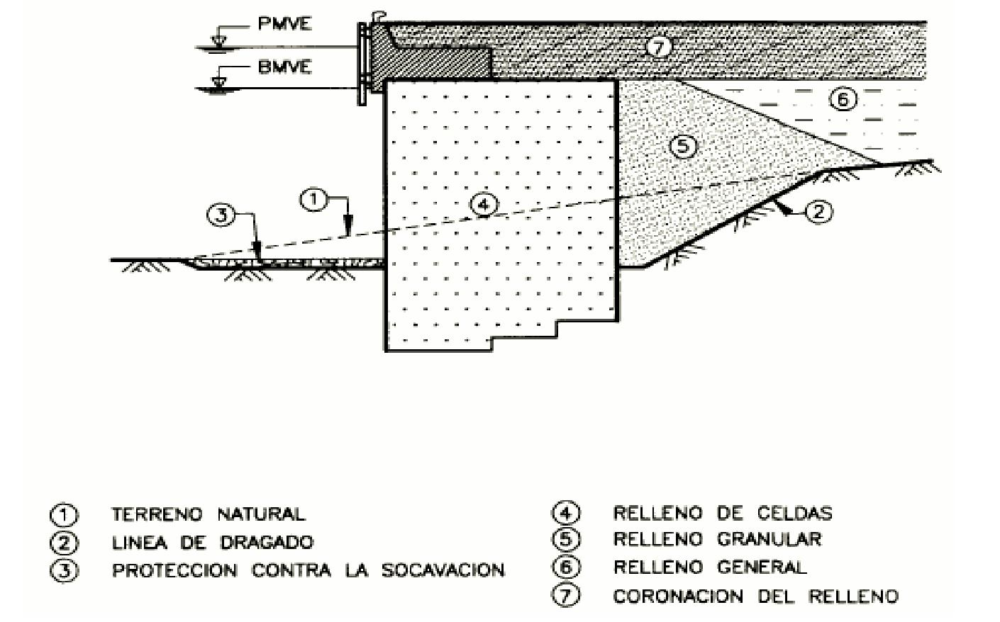 PMVE
BMVE
7
6
5
1
4
3
2
1 TERRENO NATURAL
2 LINEA DE DRAGADO
3 PROTECCION CONTRA LA SOCAVACION
4 RELLENO DE CELDAS
5 RELLENO GRANULAR
6 RELLENO GENERAL
7 CORONACION DEL RELLENO